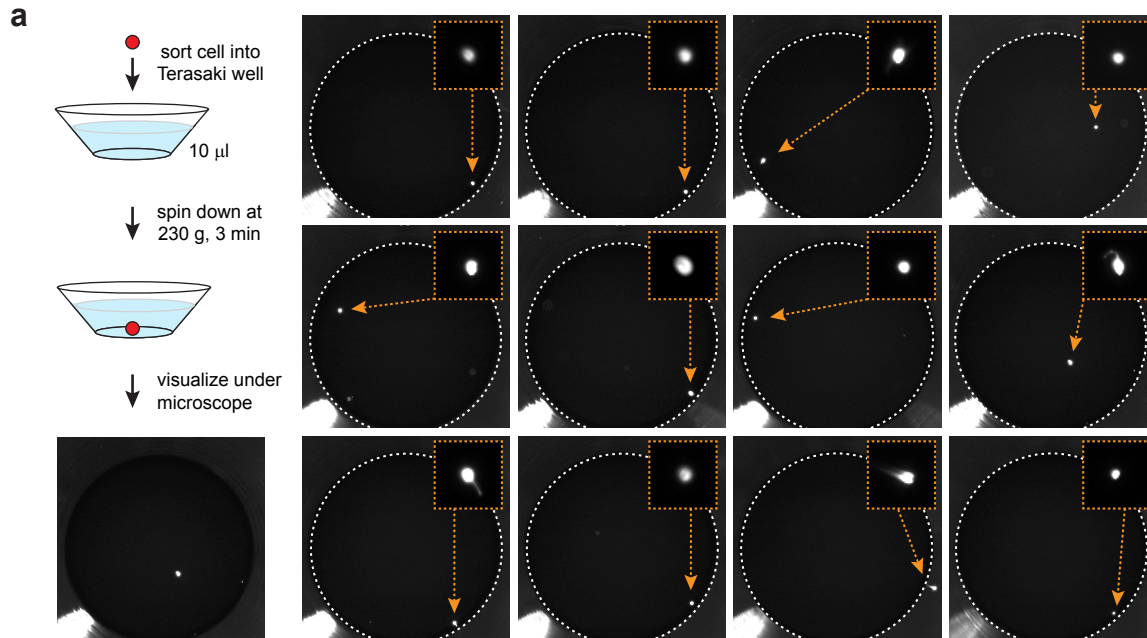 a
sort cell into
Terasaki well
10 µl
spin down at
230 g, 3 min
visualize under
microscope